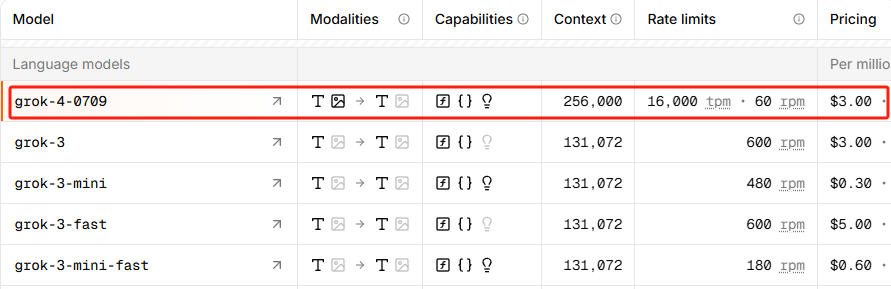 Model Modalities Capabilities Context Rate limits Pricing
Language models Per millio
grok-4-0709 T → T 256,000 16,000 tpm · 60 rpm $3.00 ·
grok-3 T → T 131,072 600 rpm $3.00 ·
grok-3-mini T → T 131,072 480 rpm $0.30 ·
grok-3-fast T → T 131,072 600 rpm $5.00 ·
grok-3-mini-fast T → T 131,072 180 rpm $0.60 ·